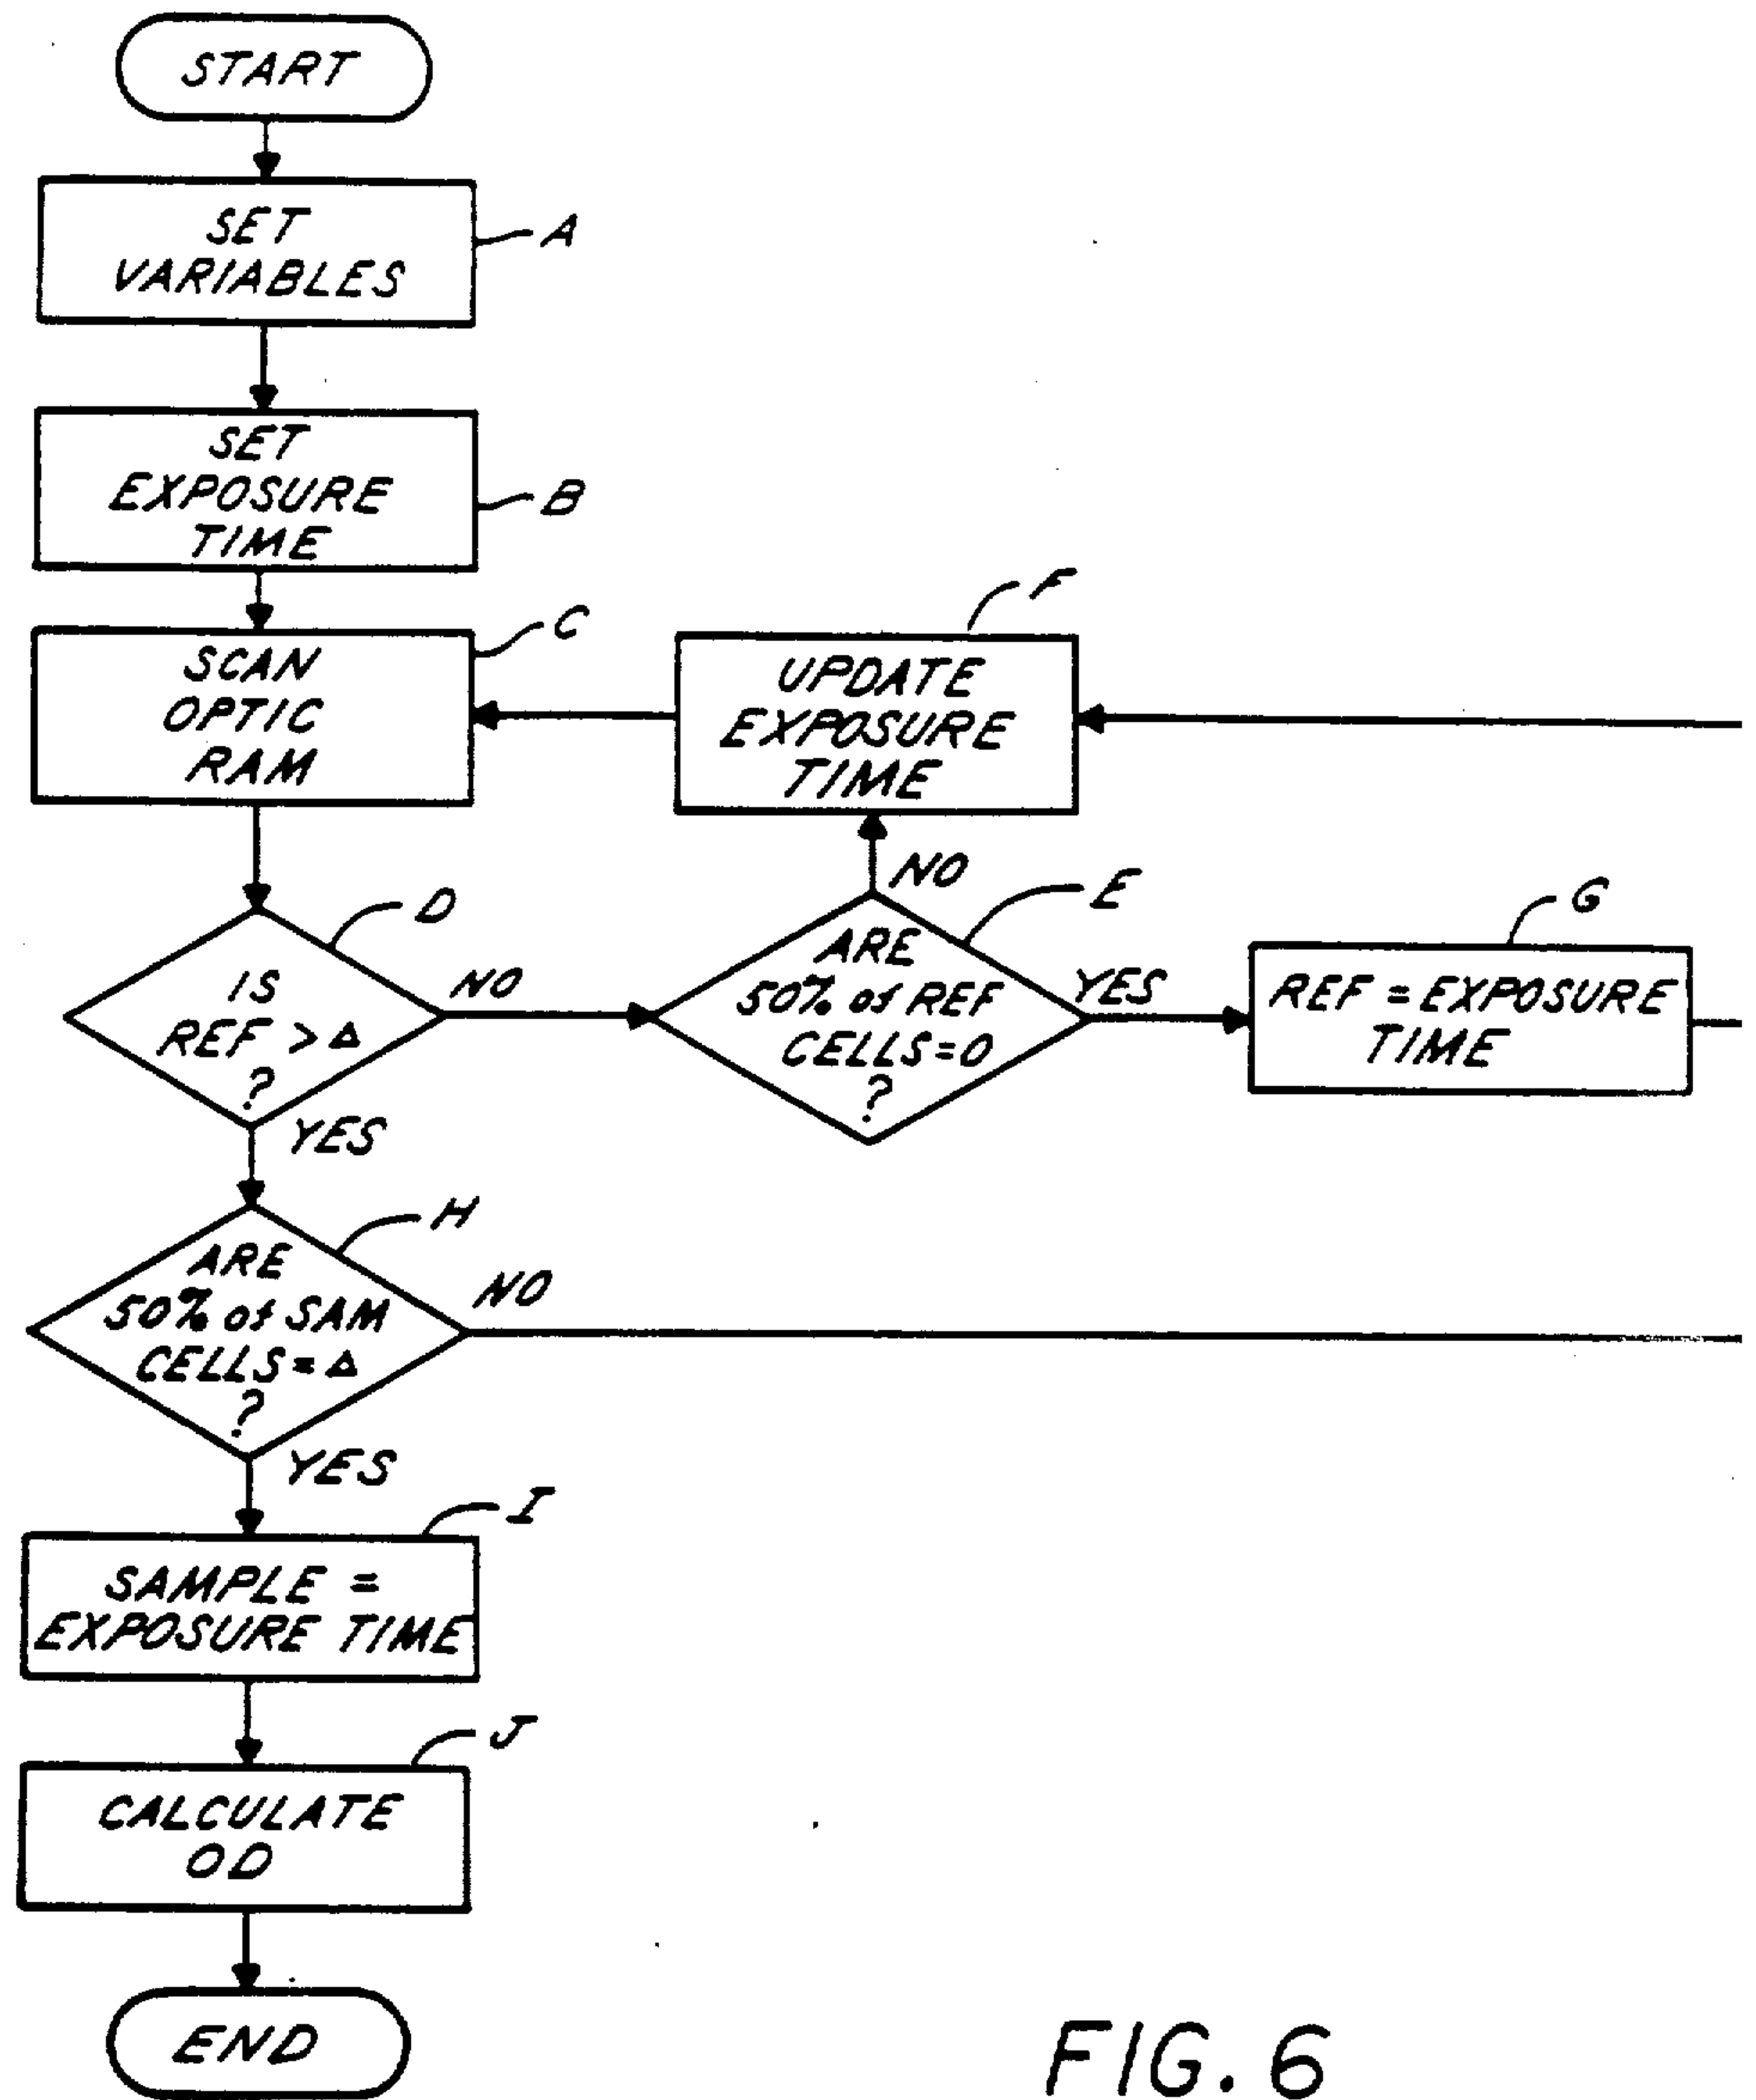 START
SET
VARIABLES
A
SET
EXPOSURE
TIME
B
SCAN
OPTIC
RAM
C
UPDATE
EXPOSURE
TIME
F
IS
REF > Δ
?
D
NO
YES
ARE
50% of REF
CELLS=0
?
E
NO
YES
REF = EXPOSURE
TIME
G
ARE
50% of SAM
CELLS = Δ
?
H
NO
YES
SAMPLE =
EXPOSURE TIME
I
CALCULATE
OD
J
END
FIG. 6